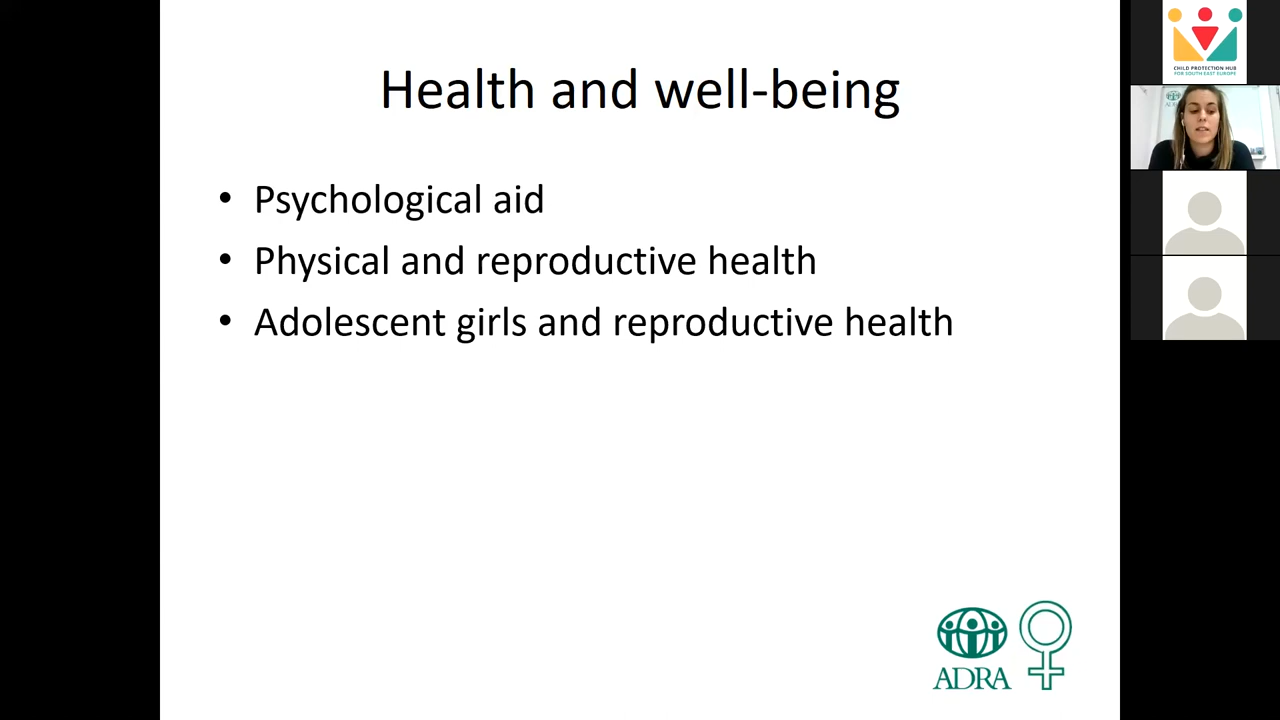 Health and well-being
• Psychological aid
• Physical and reproductive health
• Adolescent girls and reproductive health
ADRA
CHILD PROTECTION HUB
FOR SOUTH EAST EUROPE